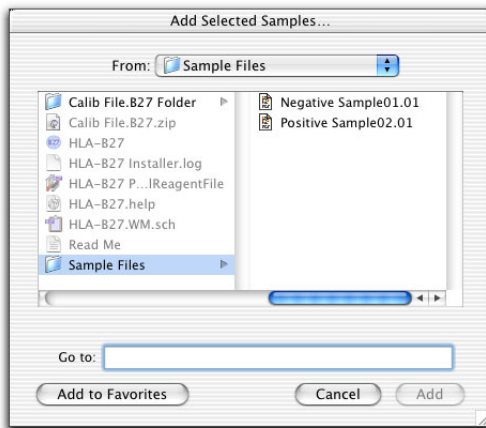 Add Selected Samples...
From: Sample Files
Calib File.B27 Folder
Calib File.B27.zip
HLA-B27
HLA-B27 Installer.log
HLA-B27 P...lReagentFile
HLA-B27.help
HLA-B27.WM.sch
Read Me
Sample Files
Negative Sample01.01
Positive Sample02.01
Go to:
Add to Favorites
Cancel
Add